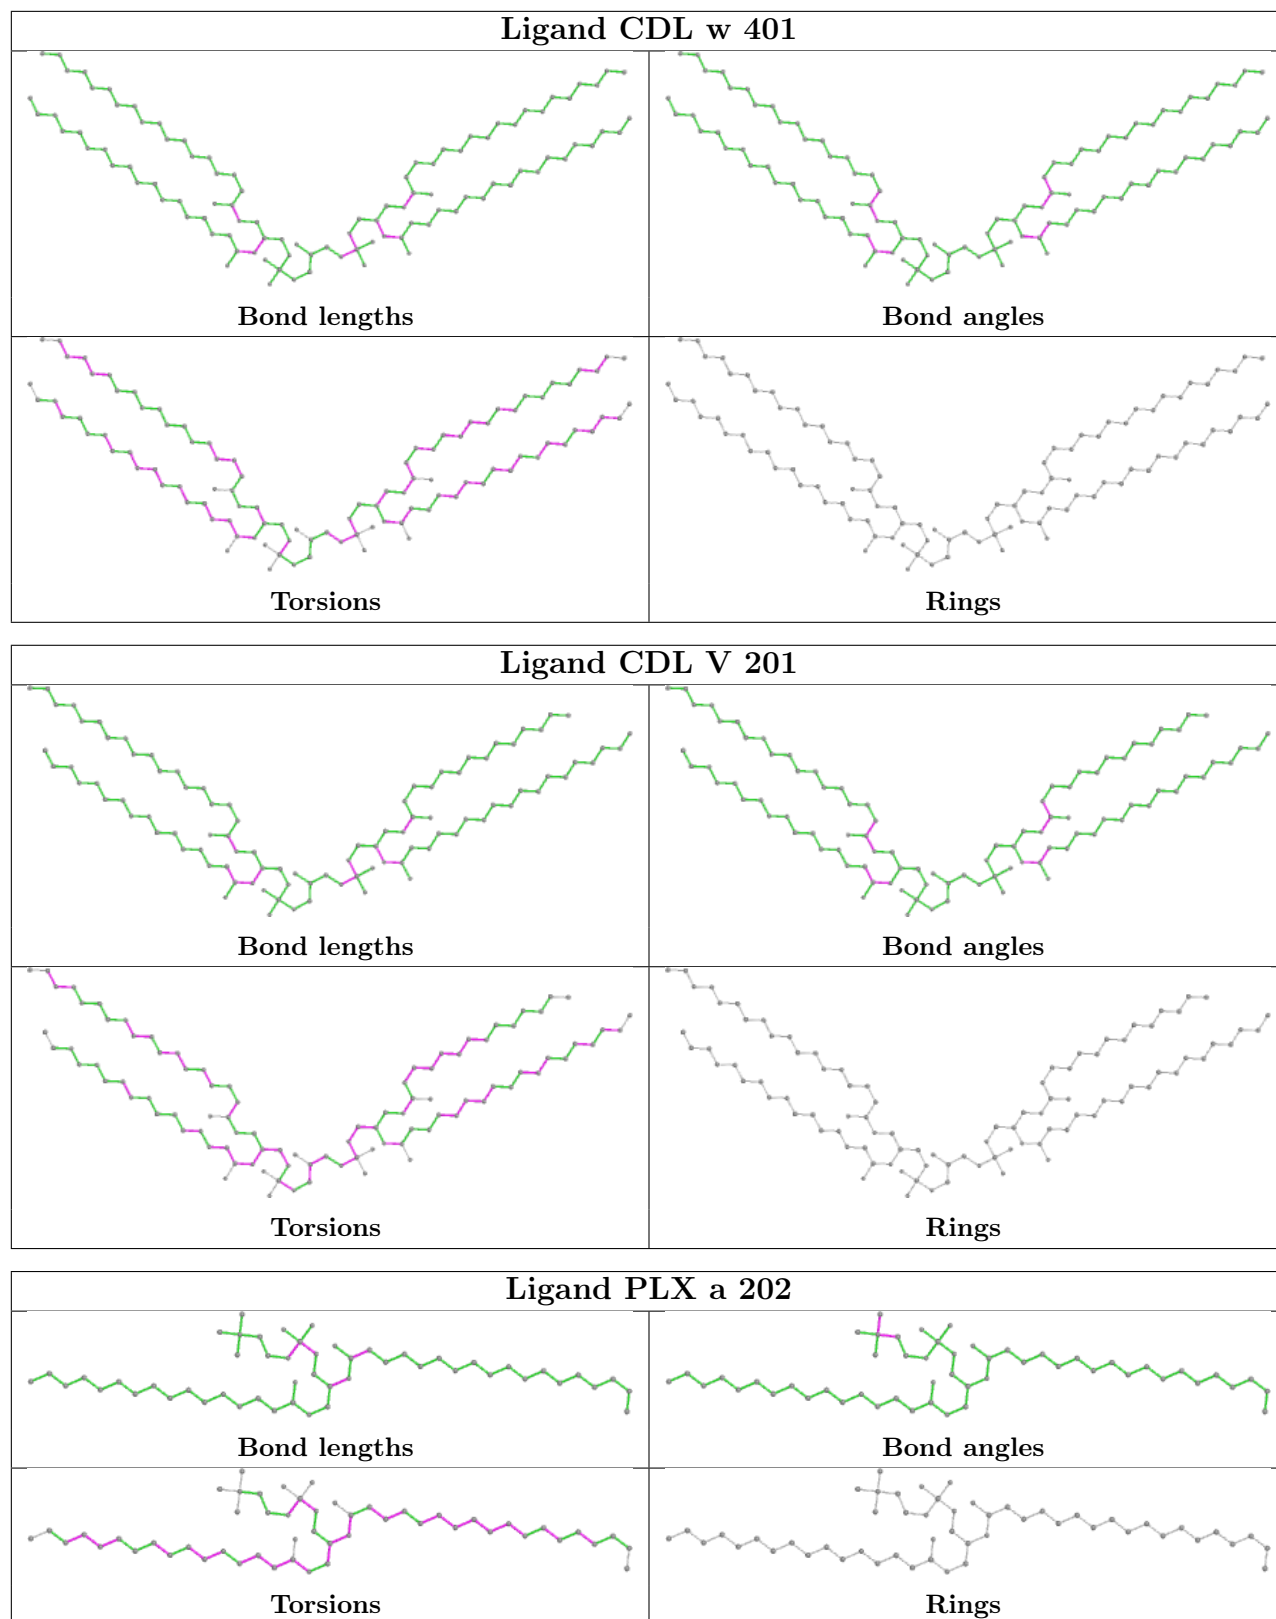 Ligand CDL w 401
Bond lengths
Bond angles
Torsions
Rings
Ligand CDL V 201
Bond lengths
Bond angles
Torsions
Rings
Ligand PLX a 202
Bond lengths
Bond angles
Torsions
Rings